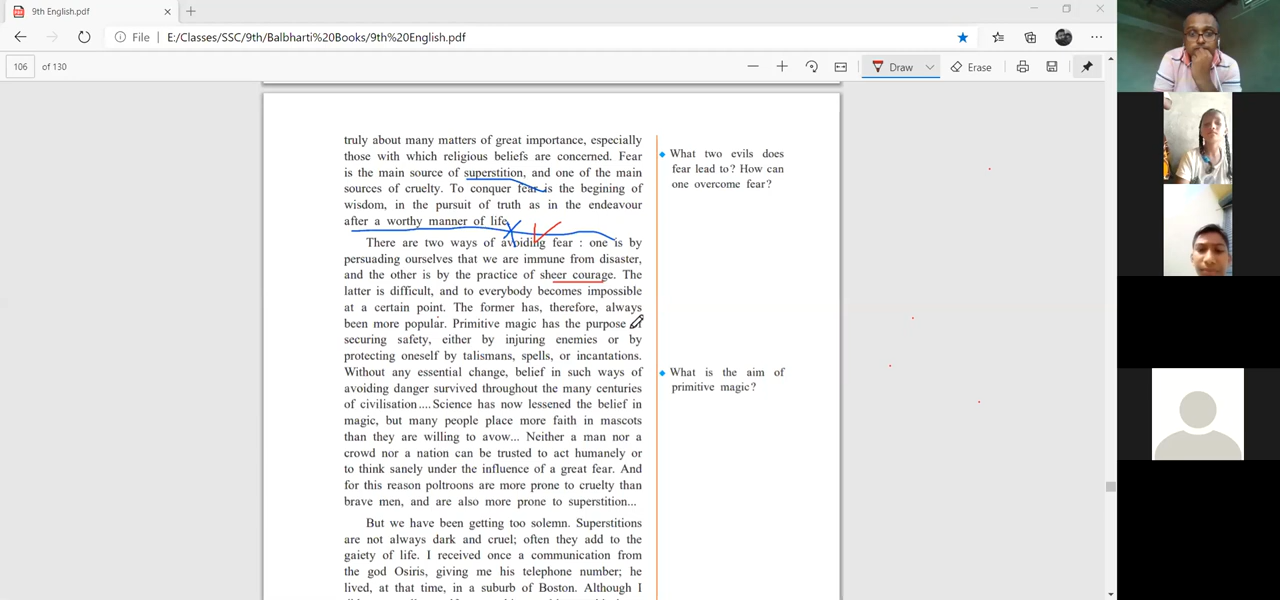 9th English.pdf
File
E:/Classes/SSC/9th/Balbharti%20Books/9th%20English.pdf
106 of 130
Draw
Erase
truly about many matters of great importance, especially
those with which religious beliefs are concerned. Fear
is the main source of superstition, and one of the main
sources of cruelty. To conquer fear is the begining of
wisdom, in the pursuit of truth as in the endeavour
after a worthy manner of life.
There are two ways of avoiding fear : one is by
persuading ourselves that we are immune from disaster,
and the other is by the practice of sheer courage. The
latter is difficult, and to everybody becomes impossible
at a certain point. The former has, therefore, always
been more popular. Primitive magic has the purpose
securing safety, either by injuring enemies or by
protecting oneself by talismans, spells, or incantations.
Without any essential change, belief in such ways of
avoiding danger survived throughout the many centuries
of civilisation.... Science has now lessened the belief in
magic, but many people place more faith in mascots
than they are willing to avow... Neither a man nor a
crowd nor a nation can be trusted to act humanely or
to think sanely under the influence of a great fear. And
for this reason poltroons are more prone to cruelty than
brave men, and are also more prone to superstition...
But we have been getting too solemn. Superstitions
are not always dark and cruel; often they add to the
gaiety of life. I received once a communication from
the god Osiris, giving me his telephone number; he
lived, at that time, in a suburb of Boston. Although I
What two evils does
fear lead to? How can
one overcome fear?
What is the aim of
primitive magic?